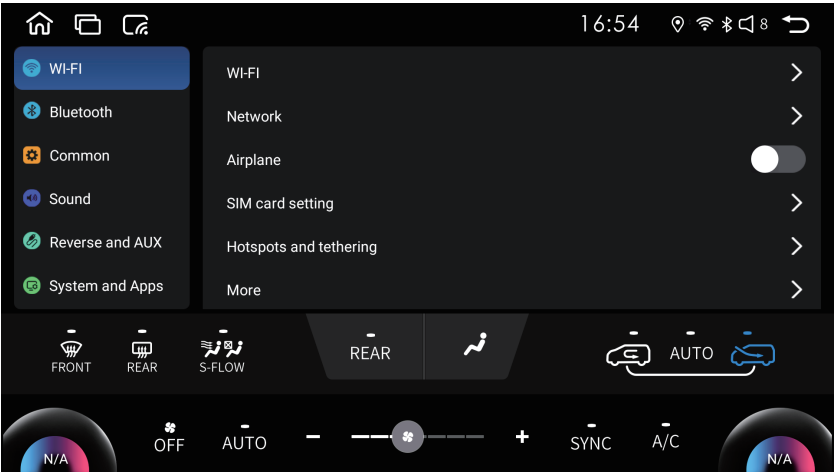 16:54 8
WI-FI
Bluetooth
Common
Sound
Reverse and AUX
System and Apps
WI-FI
Network
Airplane
SIM card setting
Hotspots and tethering
More
FRONT REAR S-FLOW REAR AUTO
N/A OFF AUTO - + SYNC A/C N/A